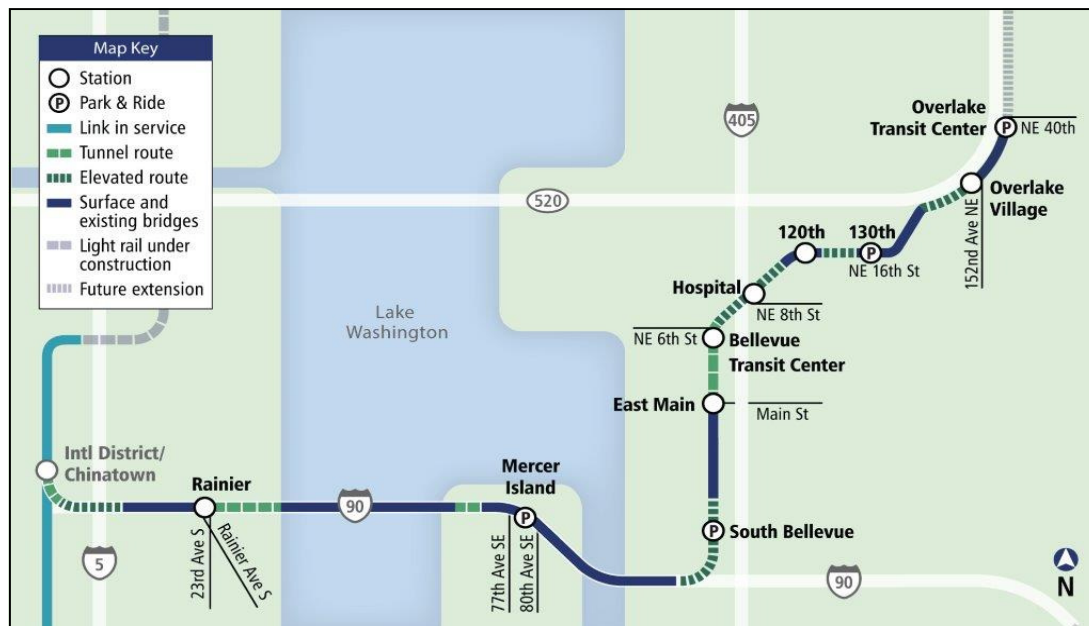 Map Key
Station
P Park & Ride
Link in service
Tunnel route
Elevated route
Surface and
existing bridges
Light rail under
construction
Future extension
405
Overlake
Transit Center
P
NE 40th
520
Overlake
Village
152nd Ave NE
120th
130th
P
NE 16th St
Hospital
NE 8th St
Lake
Washington
NE 6th St
Bellevue
Transit Center
East Main
Main St
Intl District/
Chinatown
Rainier
Mercer
Island
90
P
South Bellevue
P
23rd Ave S
Rainier Ave S
77th Ave SE
80th Ave SE
5
90
N